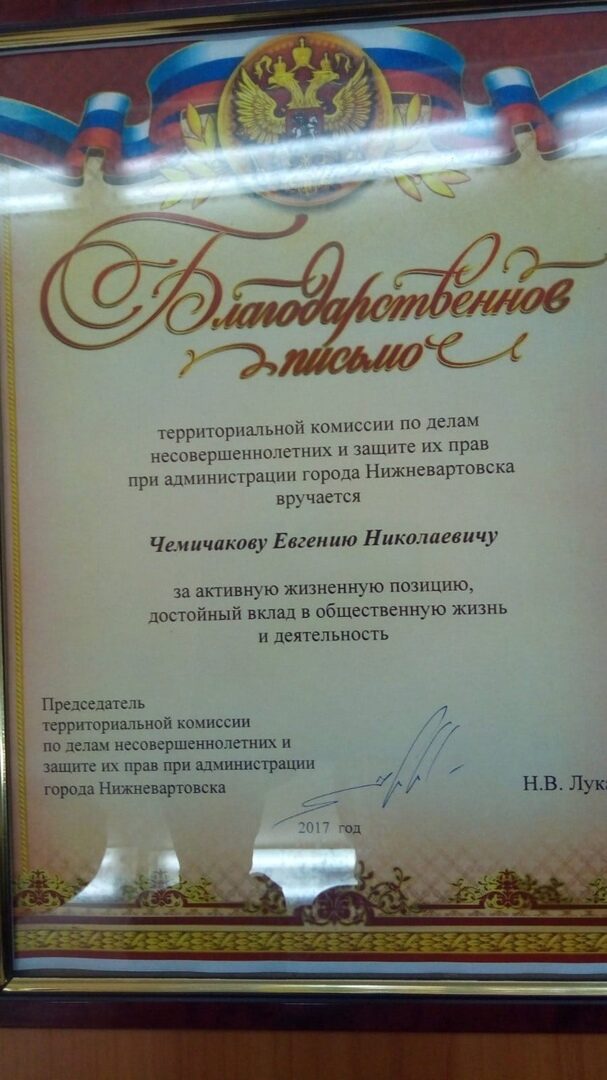 Благодарственное
письмо
территориальной комиссии по делам
несовершеннолетних и защите их прав
при администрации города Нижневартовска
вручается
Чемичакову Евгению Николаевичу
за активную жизненную позицию,
достойный вклад в общественную жизнь
и деятельность
Председатель
территориальной комиссии
по делам несовершеннолетних и
защите их прав при администрации
города Нижневартовска
Н.В.
2017 год